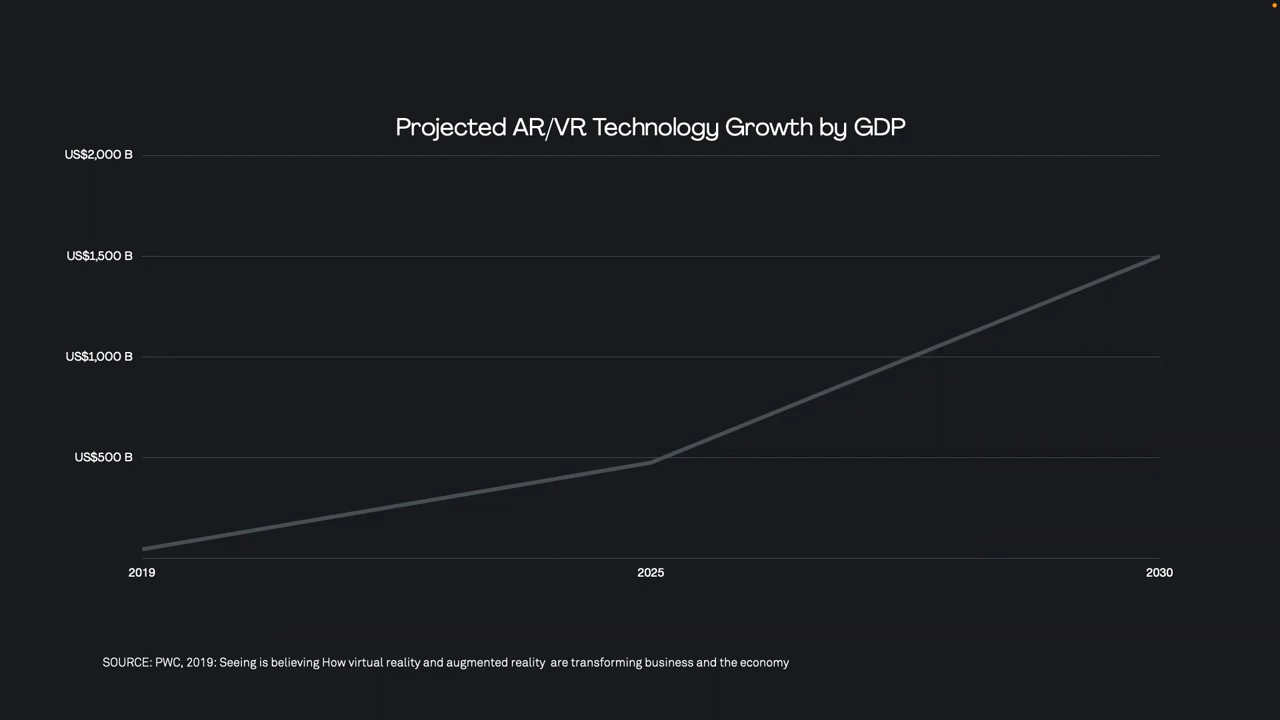 Projected AR/VR Technology Growth by GDP
US$2,000 B
US$1,500 B
US$1,000 B
US$500 B
2019 2025 2030
SOURCE: PWC, 2019: Seeing is believing How virtual reality and augmented reality are transforming business and the economy